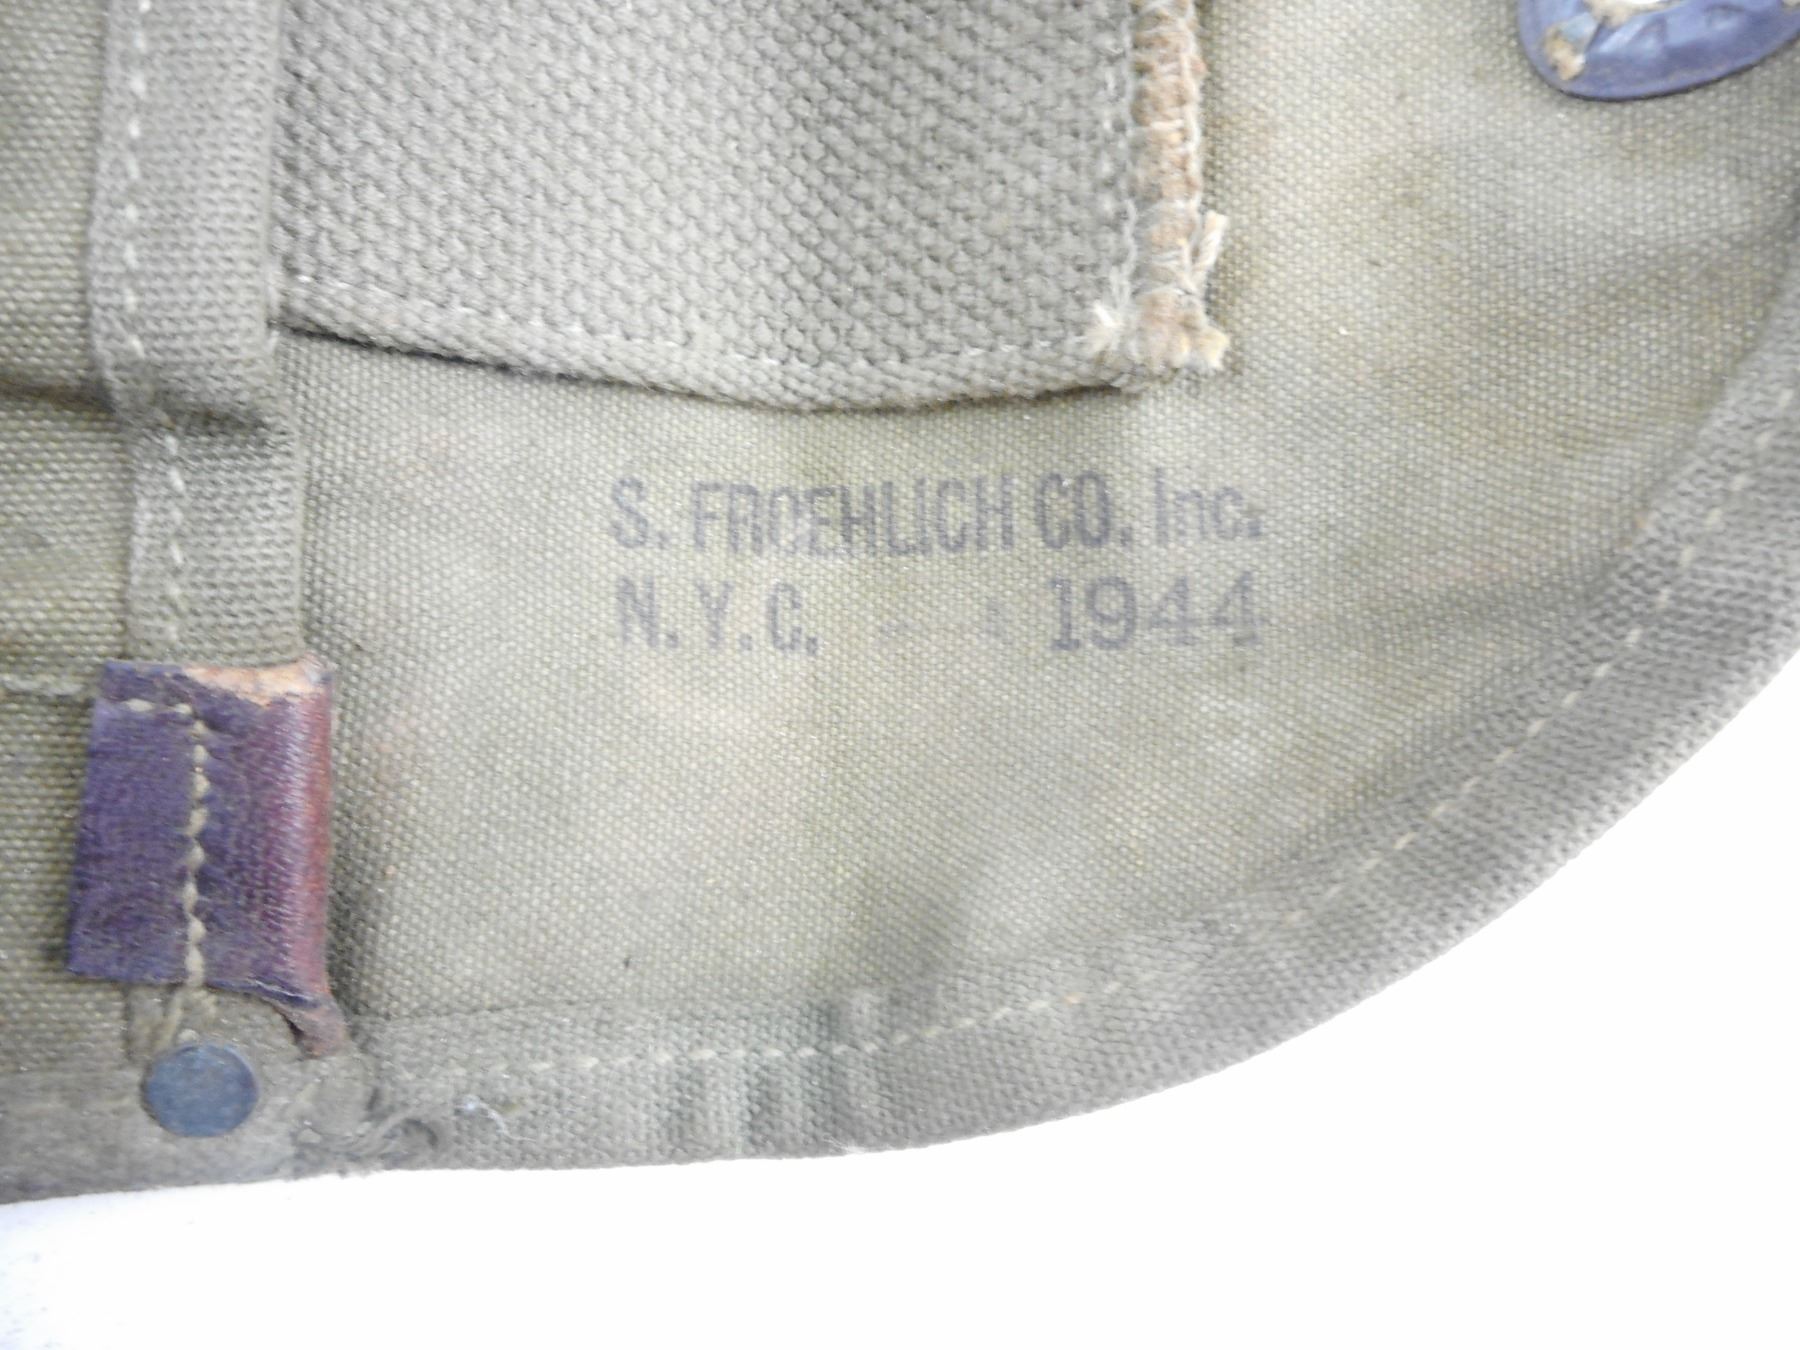 S. FROEHLICH CO. Inc.
N.Y.C. 1944